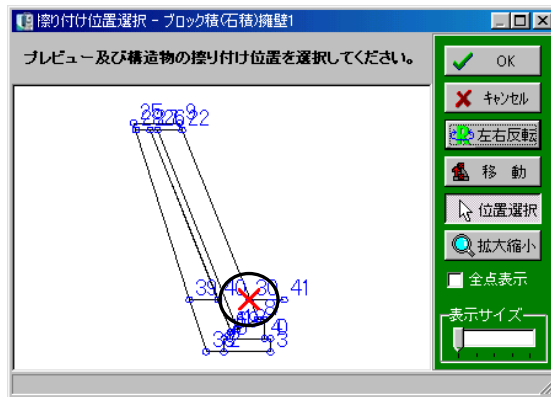 擦り付け位置選択 - ブロック積(石積)擁壁1
プレビュー及び構造物の擦り付け位置を選択してください。
OK
キャンセル
左右反転
移 動
位置選択
拡大縮小
全点表示
表示サイズ
22
39 40 30 41
3